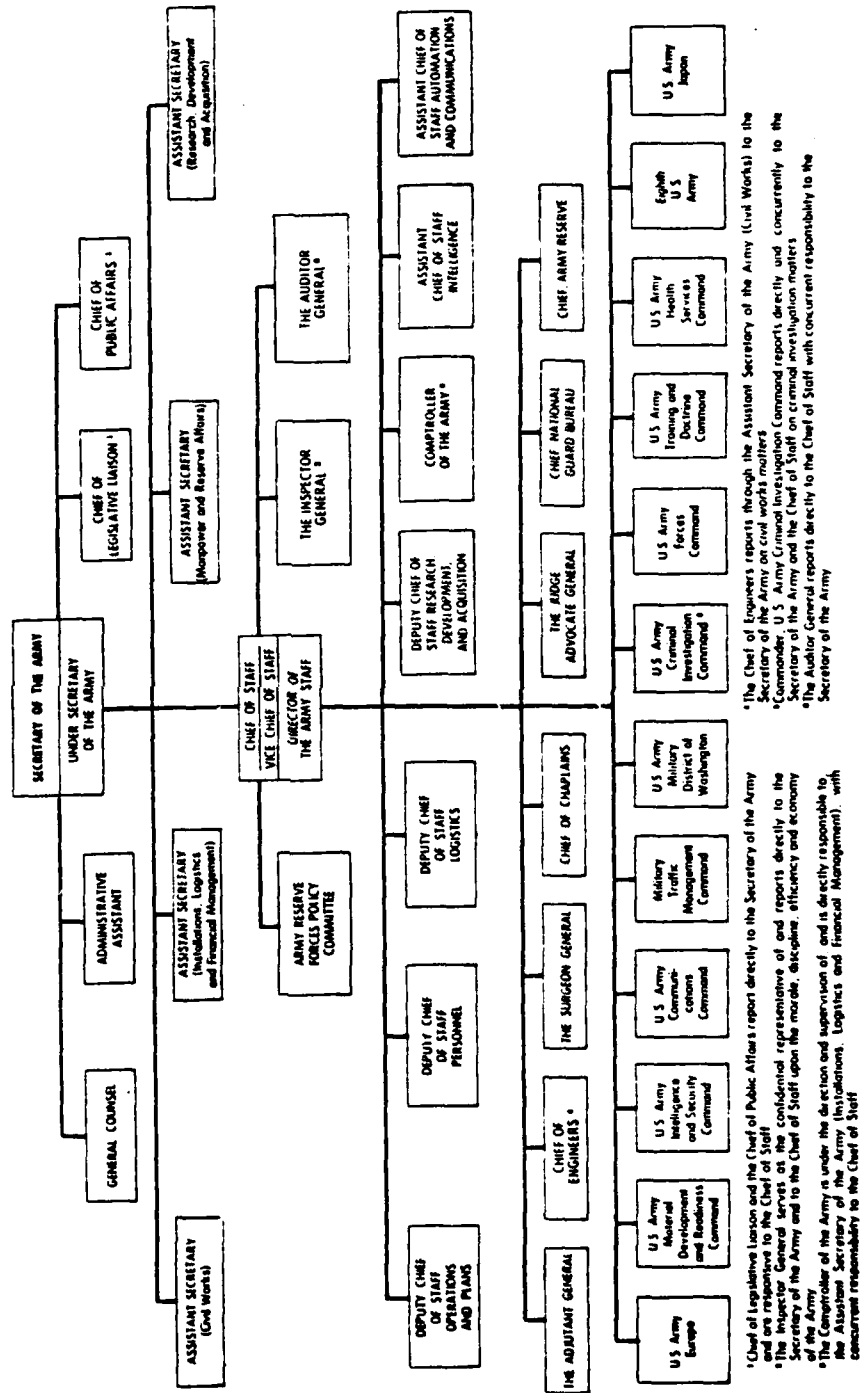 SECRETARY OF THE ARMY
UNDER SECRETARY
OF THE ARMY
GENERAL COUNSEL
ADMINISTRATIVE
ASSISTANT
CHIEF OF
LEGISLATIVE LIAISON ¹
CHIEF OF
PUBLIC AFFAIRS ¹
ASSISTANT SECRETARY
(Civil Works)
ASSISTANT SECRETARY
(Installations, Logistics
and Financial Management)
ASSISTANT SECRETARY
(Manpower and Reserve Affairs)
ASSISTANT SECRETARY
(Research, Development
and Acquisition)
CHIEF OF STAFF
VICE CHIEF OF STAFF
DIRECTOR OF
THE ARMY STAFF
ARMY RESERVE
FORCES POLICY
COMMITTEE
THE INSPECTOR
GENERAL
THE AUDITOR
GENERAL
DEPUTY CHIEF
OF STAFF
OPERATIONS
AND PLANS
DEPUTY CHIEF
OF STAFF
PERSONNEL
DEPUTY CHIEF
OF STAFF
LOGISTICS
DEPUTY CHIEF OF
STAFF RESEARCH
DEVELOPMENT,
AND ACQUISITION
COMPTROLLER
OF THE ARMY
ASSISTANT
CHIEF OF STAFF
INTELLIGENCE
ASSISTANT CHIEF OF
STAFF AUTOMATION
AND COMMUNICATIONS
THE ADJUTANT GENERAL
CHIEF OF
ENGINEERS
THE SURGEON GENERAL
CHIEF OF CHAPLAINS
THE JUDGE
ADVOCATE GENERAL
CHIEF NATIONAL
GUARD BUREAU
CHIEF, ARMY RESERVE
US Army
Europe
US Army
Material
Development
and Readiness
Command
US Army
Intelligence
and Security
Command
US Army
Communi-
cations
Command
Military
Traffic
Management
Command
US Army
Military
District of
Washington
US Army
Criminal
Investigation
Command
US Army
Forces
Command
US Army
Training and
Doctrine
Command
US Army
Health
Services
Command
Eighth
US
Army
US Army
Japan
¹Chief of Legislative Liaison and the Chief of Public Affairs report directly to the Secretary of the Army
and are responsive to the Chief of Staff
The Inspector General serves as the confidential representative of and reports directly to the
Secretary of the Army and to the Chief of Staff upon the morale, discipline, efficiency and economy
of the Army
The Comptroller of the Army is under the direction and supervision of and is directly responsible to,
the Assistant Secretary of the Army (Installations, Logistics and Financial Management), with
concurrent responsibility to the Chief of Staff
The Chief of Engineers reports through the Assistant Secretary of the Army (Civil Works) to the
Secretary of the Army on civil works matters
Commander, U S Army Criminal Investigation Command reports directly and concurrently to the
Secretary of the Army and the Chief of Staff on criminal investigation matters
The Auditor General reports directly to the Chief of Staff with concurrent responsibility to the
Secretary of the Army